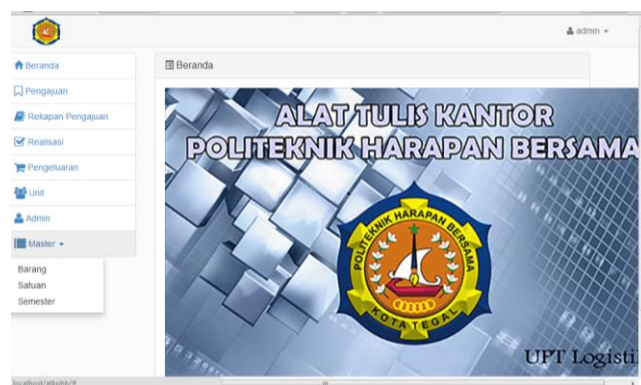 admin
Beranda
Pengajuan
Rekapan Pengajuan
Realisasi
Pengeluaran
Unit
Admin
Master
Barang
Satuan
Semester
Beranda
ALAT TULIS KANTOR
POLITEKNIK HARAPAN BERSAMA
POLITEKNIK HARAPAN BERSAMA
KOTA TEGAL
UPT Logisti